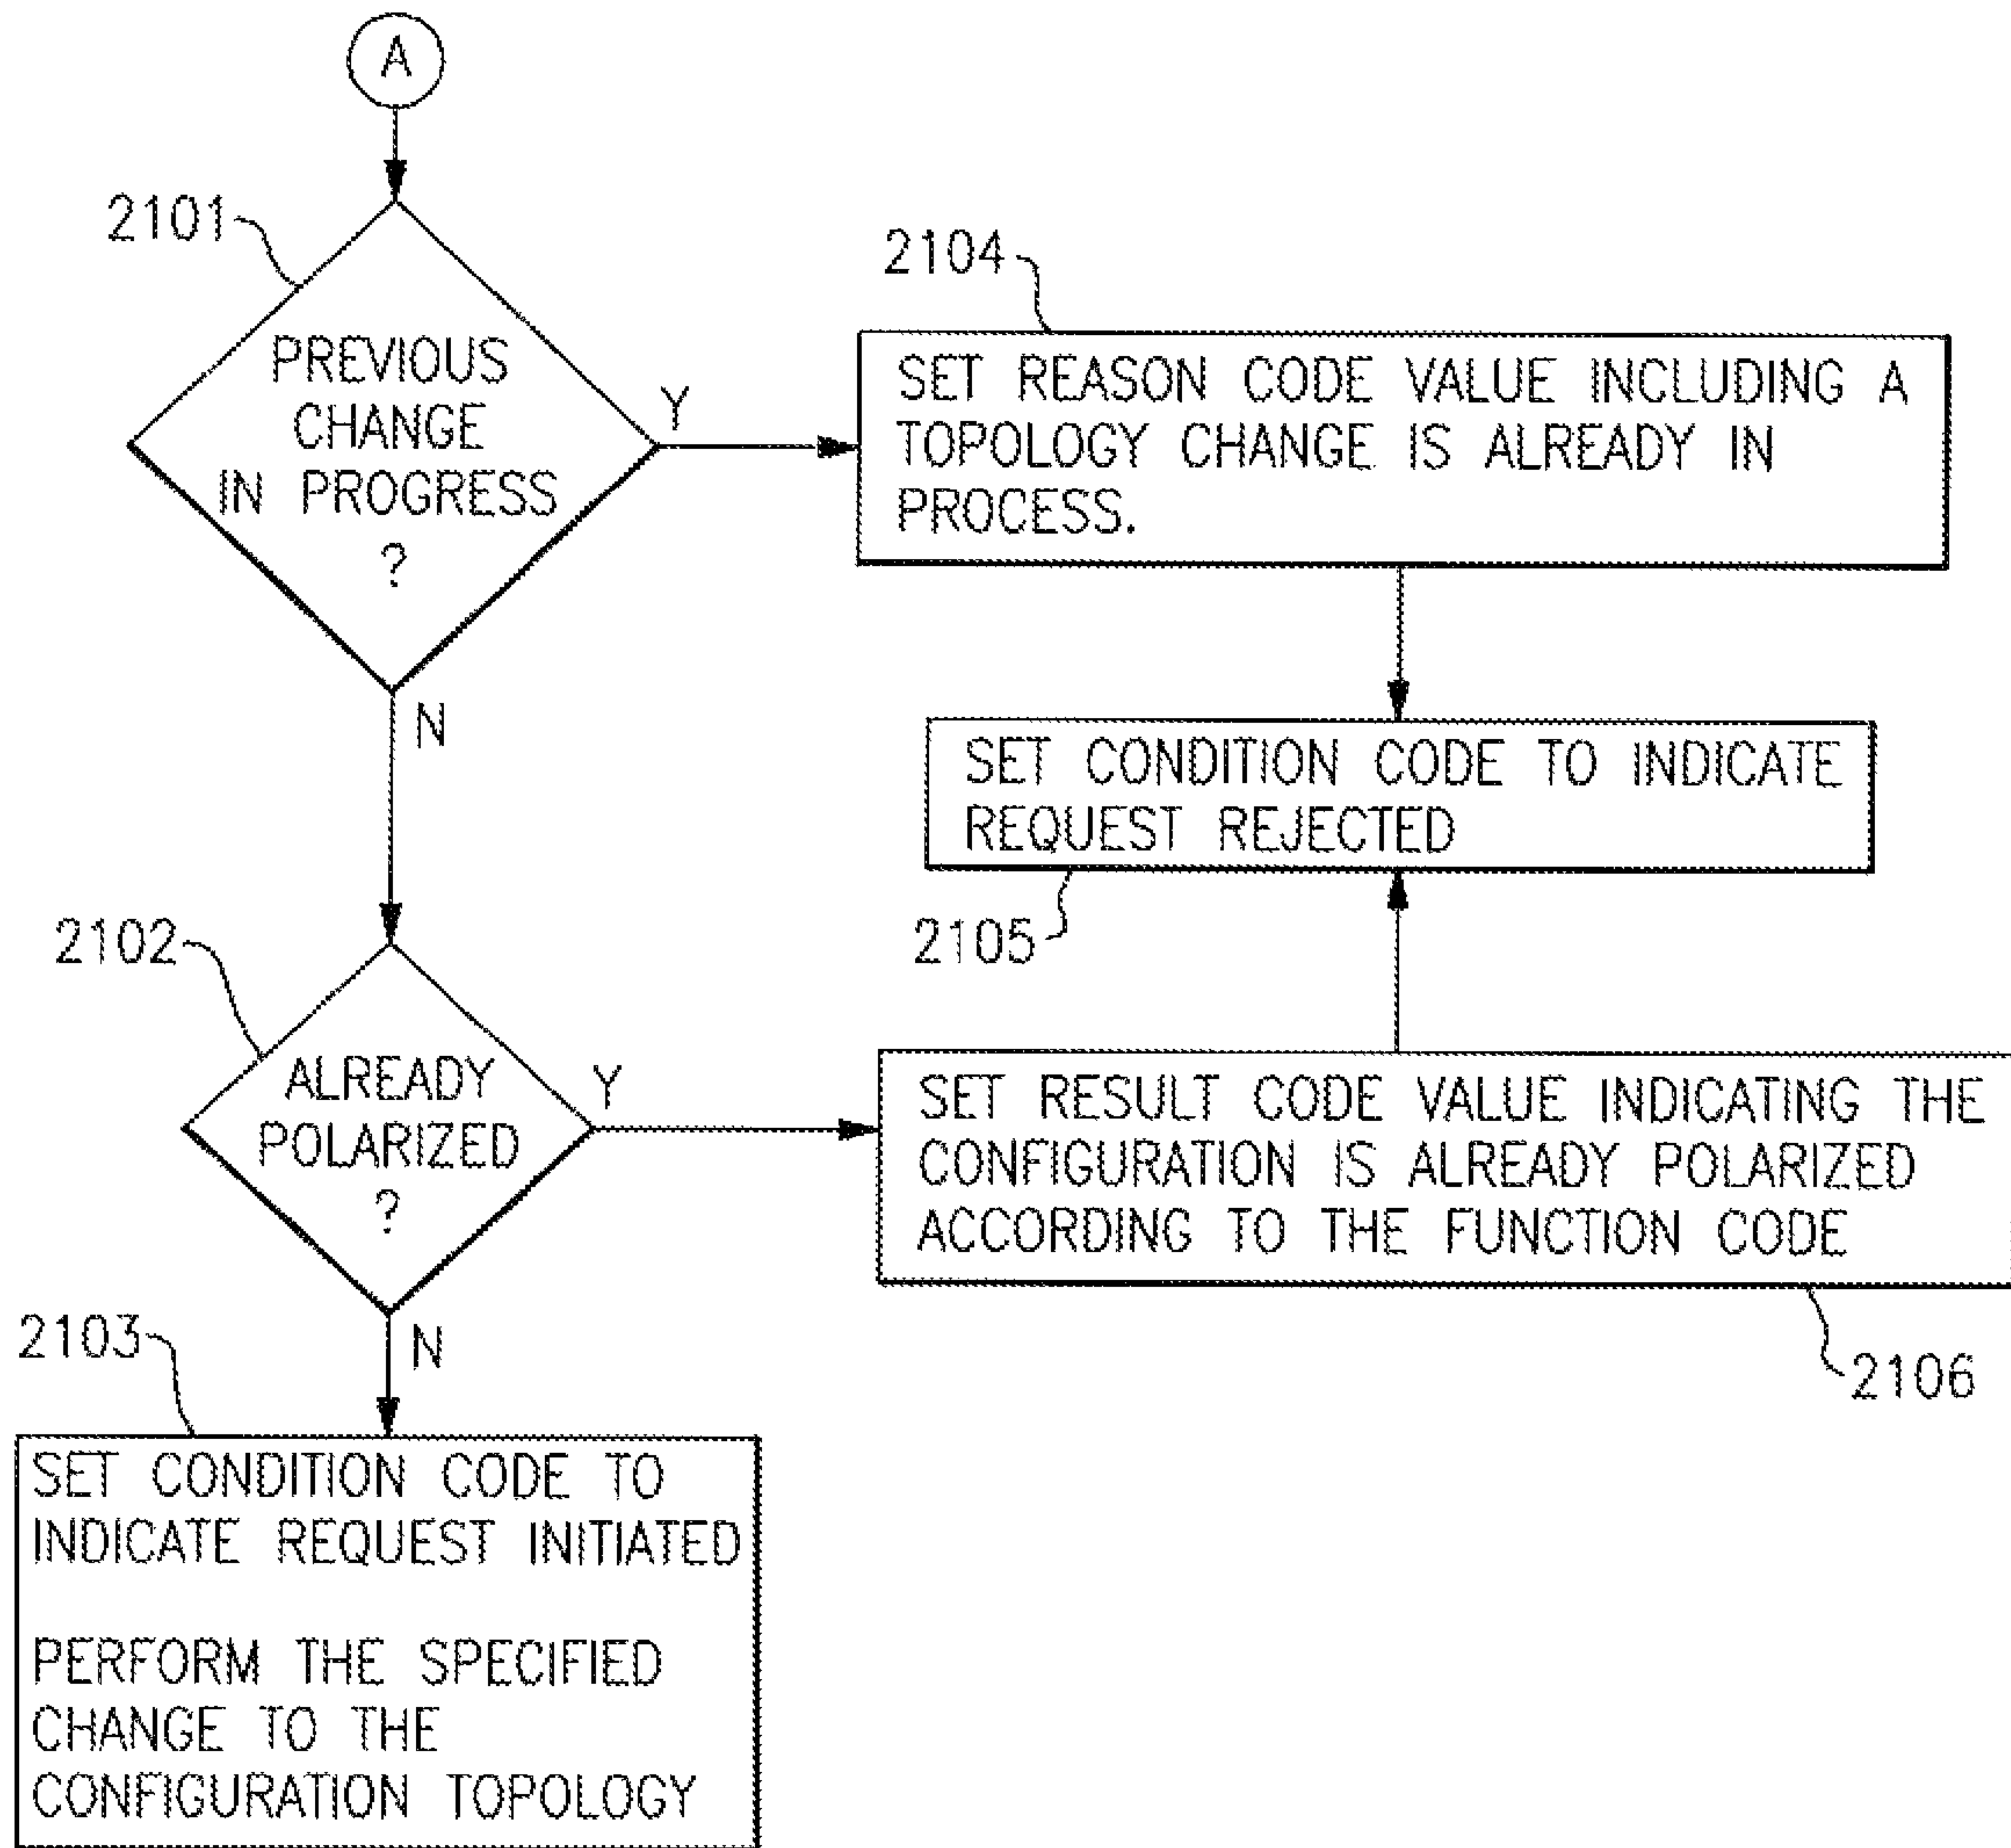 A
2101
PREVIOUS
CHANGE
IN PROGRESS
?
Y
N
2104
SET REASON CODE VALUE INCLUDING A
TOPOLOGY CHANGE IS ALREADY IN
PROCESS.
SET CONDITION CODE TO INDICATE
REQUEST REJECTED
2105
2102
ALREADY
POLARIZED
?
Y
N
SET RESULT CODE VALUE INDICATING THE
CONFIGURATION IS ALREADY POLARIZED
ACCORDING TO THE FUNCTION CODE
2106
2103
SET CONDITION CODE TO
INDICATE REQUEST INITIATED
PERFORM THE SPECIFIED
CHANGE TO THE
CONFIGURATION TOPOLOGY